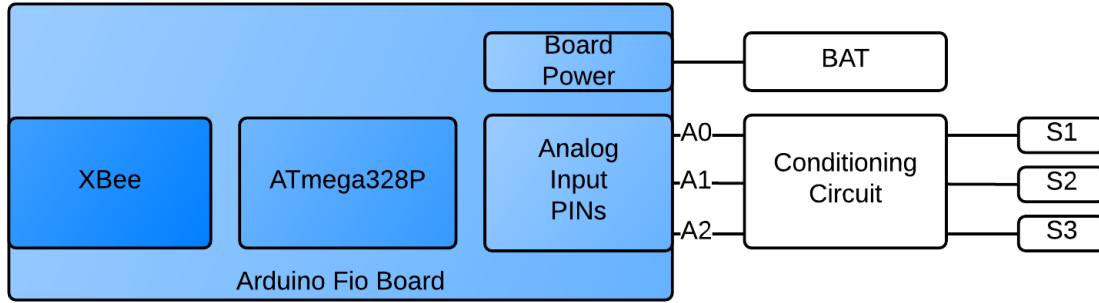 Board
Power
BAT
XBee
ATmega328P
Analog
Input
PINs
A0
A1
A2
Conditioning
Circuit
S1
S2
S3
Arduino Fio Board